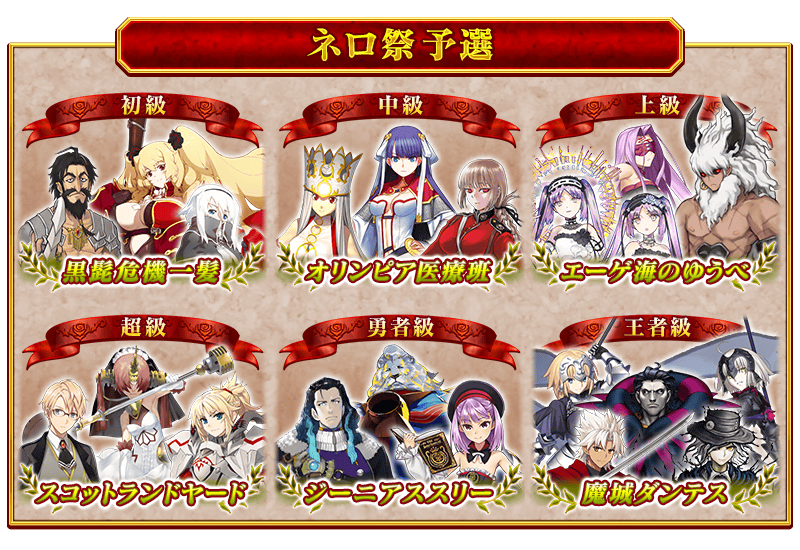 ネロ祭予選
初級
中級
上級
黒髭危機一髪
オリンピア医療班
エーゲ海のゆうべ
超級
勇者級
王者級
スコットランドヤード
ジーニアススリー
魔城ダンテス